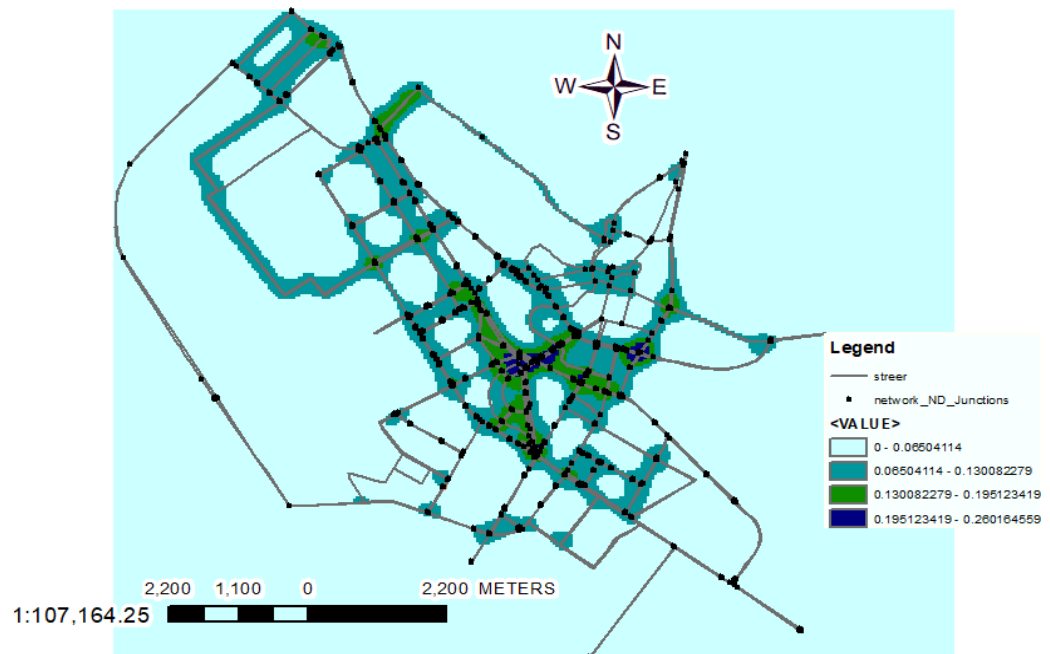 N
W E
S
Legend
streer
network_ND_Junctions
<VALUE>
0 - 0.06504114
0.06504114 - 0.130082279
0.130082279 - 0.195123419
0.195123419 - 0.260164559
2,200 1,100 0 2,200 METERS
1:107,164.25